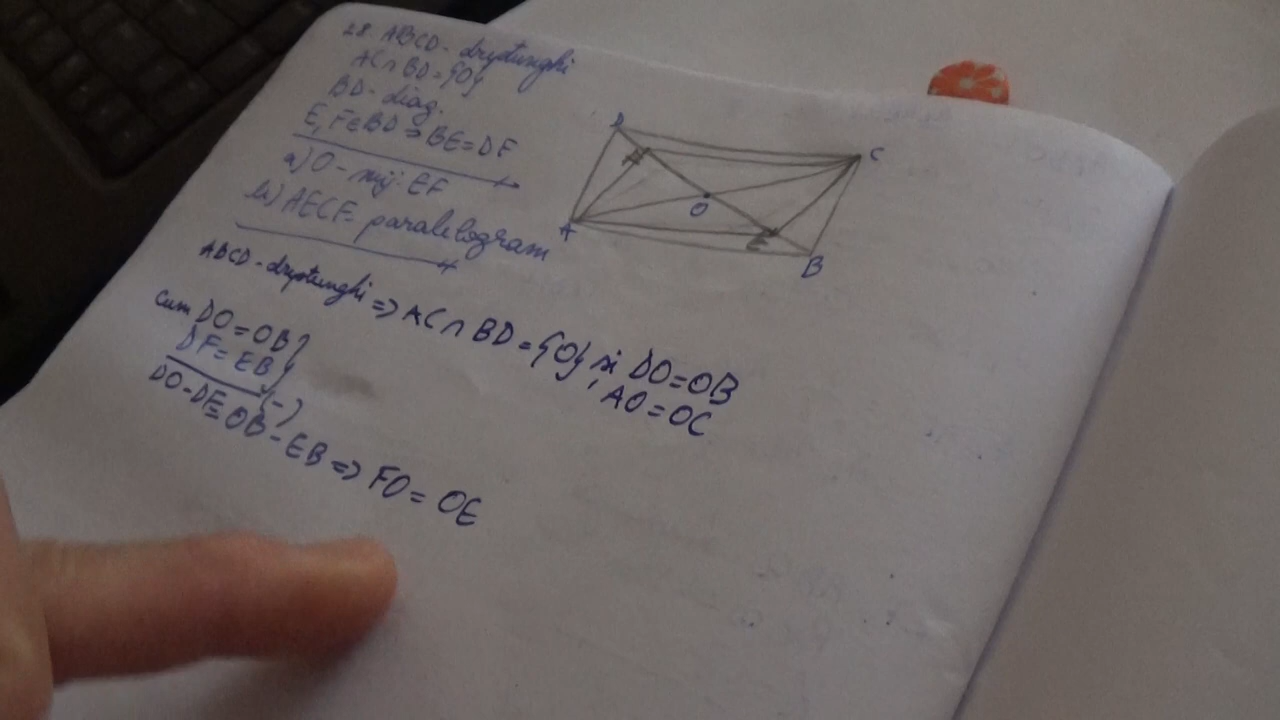 28. ABCD - dreptunghi
AC∩BD={O}
BD - diag.
E, F∈BD ⇒ BE=DF
a) O - mij. EF
b) AECF - paralelogram
D
C
F
O
A
E
B
ABCD - dreptunghi ⇒ AC∩BD={O} și DO=OB
AO=OC
Cum DO=OB }
DF=EB } (-)
DO-DF=OB-EB ⇒ FO=OE